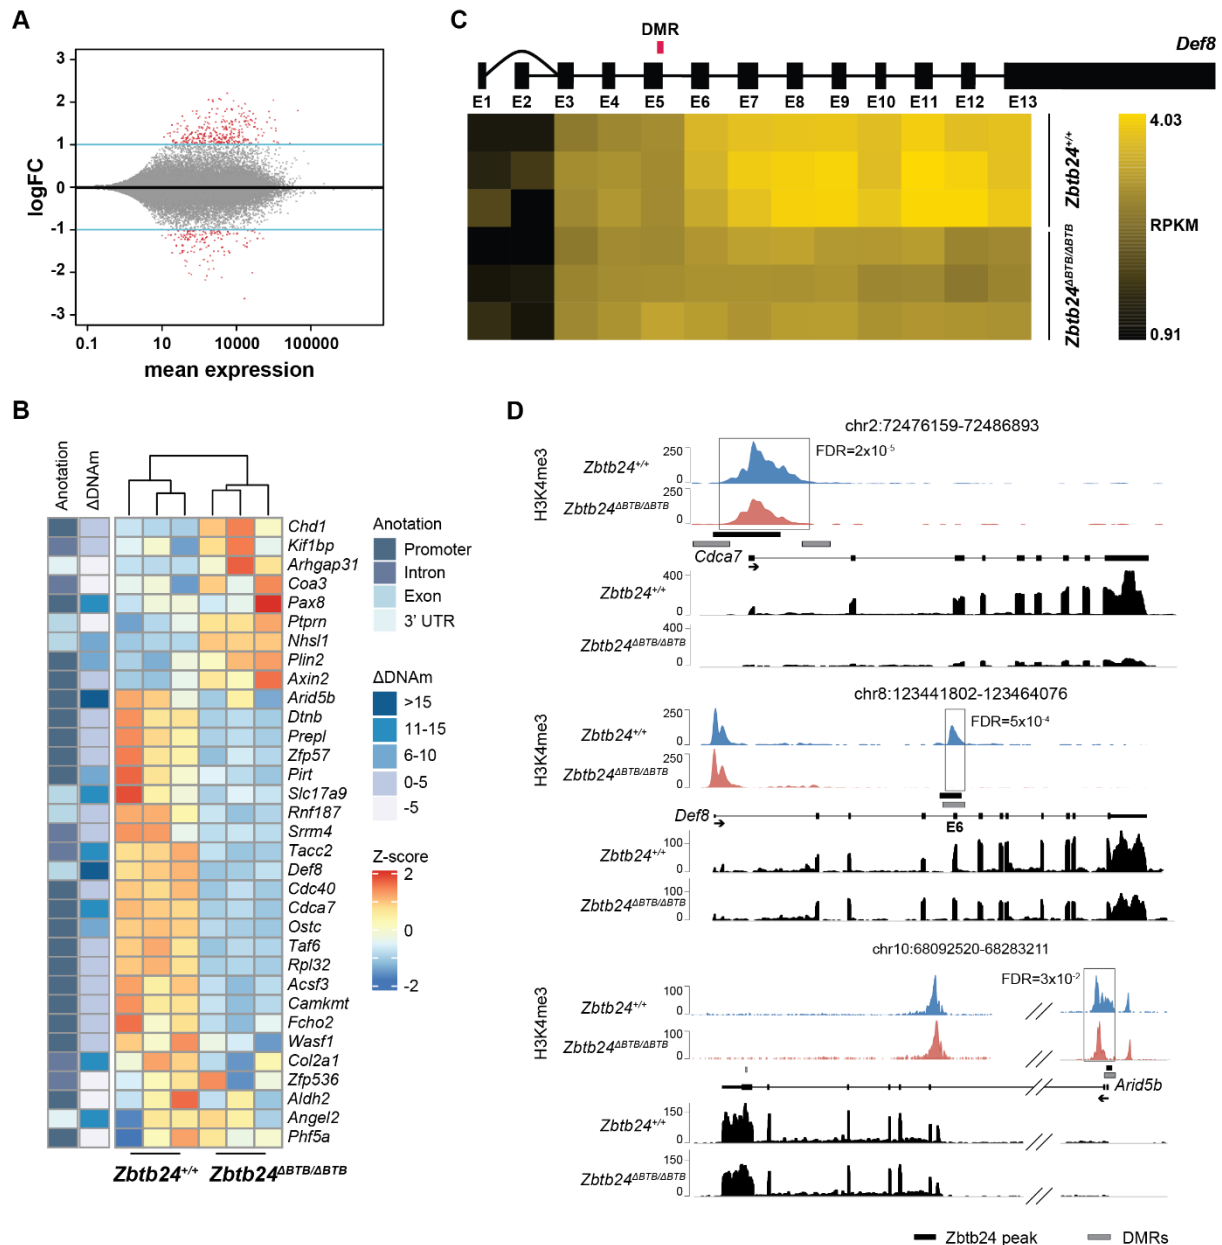 A
logFC
3
2
1
0
-1
-2
-3
0.1
10
10000
100000
mean expression
C
DMR
Def8
E1 E2 E3 E4 E5 E6 E7 E8 E9 E10 E11 E12 E13
Zbtb24+/+
Zbtb24ΔBTB/ΔBTB
4.03
RPKM
0.91
B
Anotation
ΔDNAm
Chd1
Kif1bp
Arhgap31
Coa3
Pax8
Ptprn
Nhsl1
Plin2
Axin2
Arid5b
Dtnb
Prepl
Zfp57
Pirt
Slc17a9
Rnf187
Srrm4
Tacc2
Def8
Cdc40
Cdca7
Ostc
Taf6
Rpl32
Acsf3
Camkmt
Fcho2
Wasf1
Col2a1
Zfp536
Aldh2
Angel2
Phf5a
Zbtb24+/+ Zbtb24ΔBTB/ΔBTB
Anotation
Promoter
Intron
Exon
3' UTR
ΔDNAm
>15
11-15
6-10
0-5
-5
Z-score
2
0
-2
D
chr2:72476159-72486893
H3K4me3
Zbtb24+/+
250
0
FDR=2x10-5
Zbtb24ΔBTB/ΔBTB
250
0
Cdca7
Zbtb24+/+
400
0
Zbtb24ΔBTB/ΔBTB
400
0
chr8:123441802-123464076
H3K4me3
Zbtb24+/+
250
0
FDR=5x10-4
Zbtb24ΔBTB/ΔBTB
250
0
Def8
E6
Zbtb24+/+
100
0
Zbtb24ΔBTB/ΔBTB
100
0
chr10:68092520-68283211
H3K4me3
Zbtb24+/+
100
0
FDR=3x10-2
Zbtb24ΔBTB/ΔBTB
100
0
Arid5b
Zbtb24+/+
150
0
Zbtb24ΔBTB/ΔBTB
150
0
Zbtb24 peak
DMRs